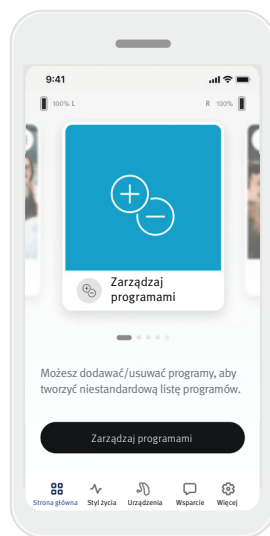 9:41
100% L
R 100%
Zarządzaj
programami
Możesz dodawać/usuwać programy, aby
tworzyć niestandardową listę programów.
Zarządzaj programami
Strona główna Styl życia Urządzenia Wsparcie Więcej